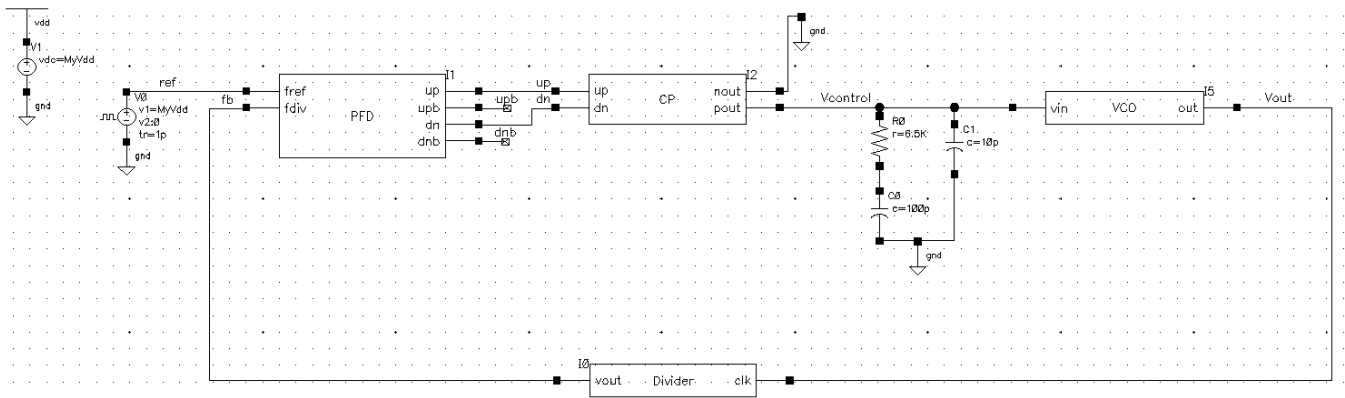 vdd
V1
vdc=MyVdd
gnd
ref
fb
V0
v1=MyVdd
v2:0
tr=1p
gnd
I1
fref
fdiv
PFD
up
upb
dn
dnb
up
upb
dn
dnb
I2
up
dn
CP
nout
pout
gnd
Vcontrol
R0
r=6.5K
C0
c=100p
C1
c=10p
gnd
I5
vin VCO out
Vout
I0
vout Divider clk